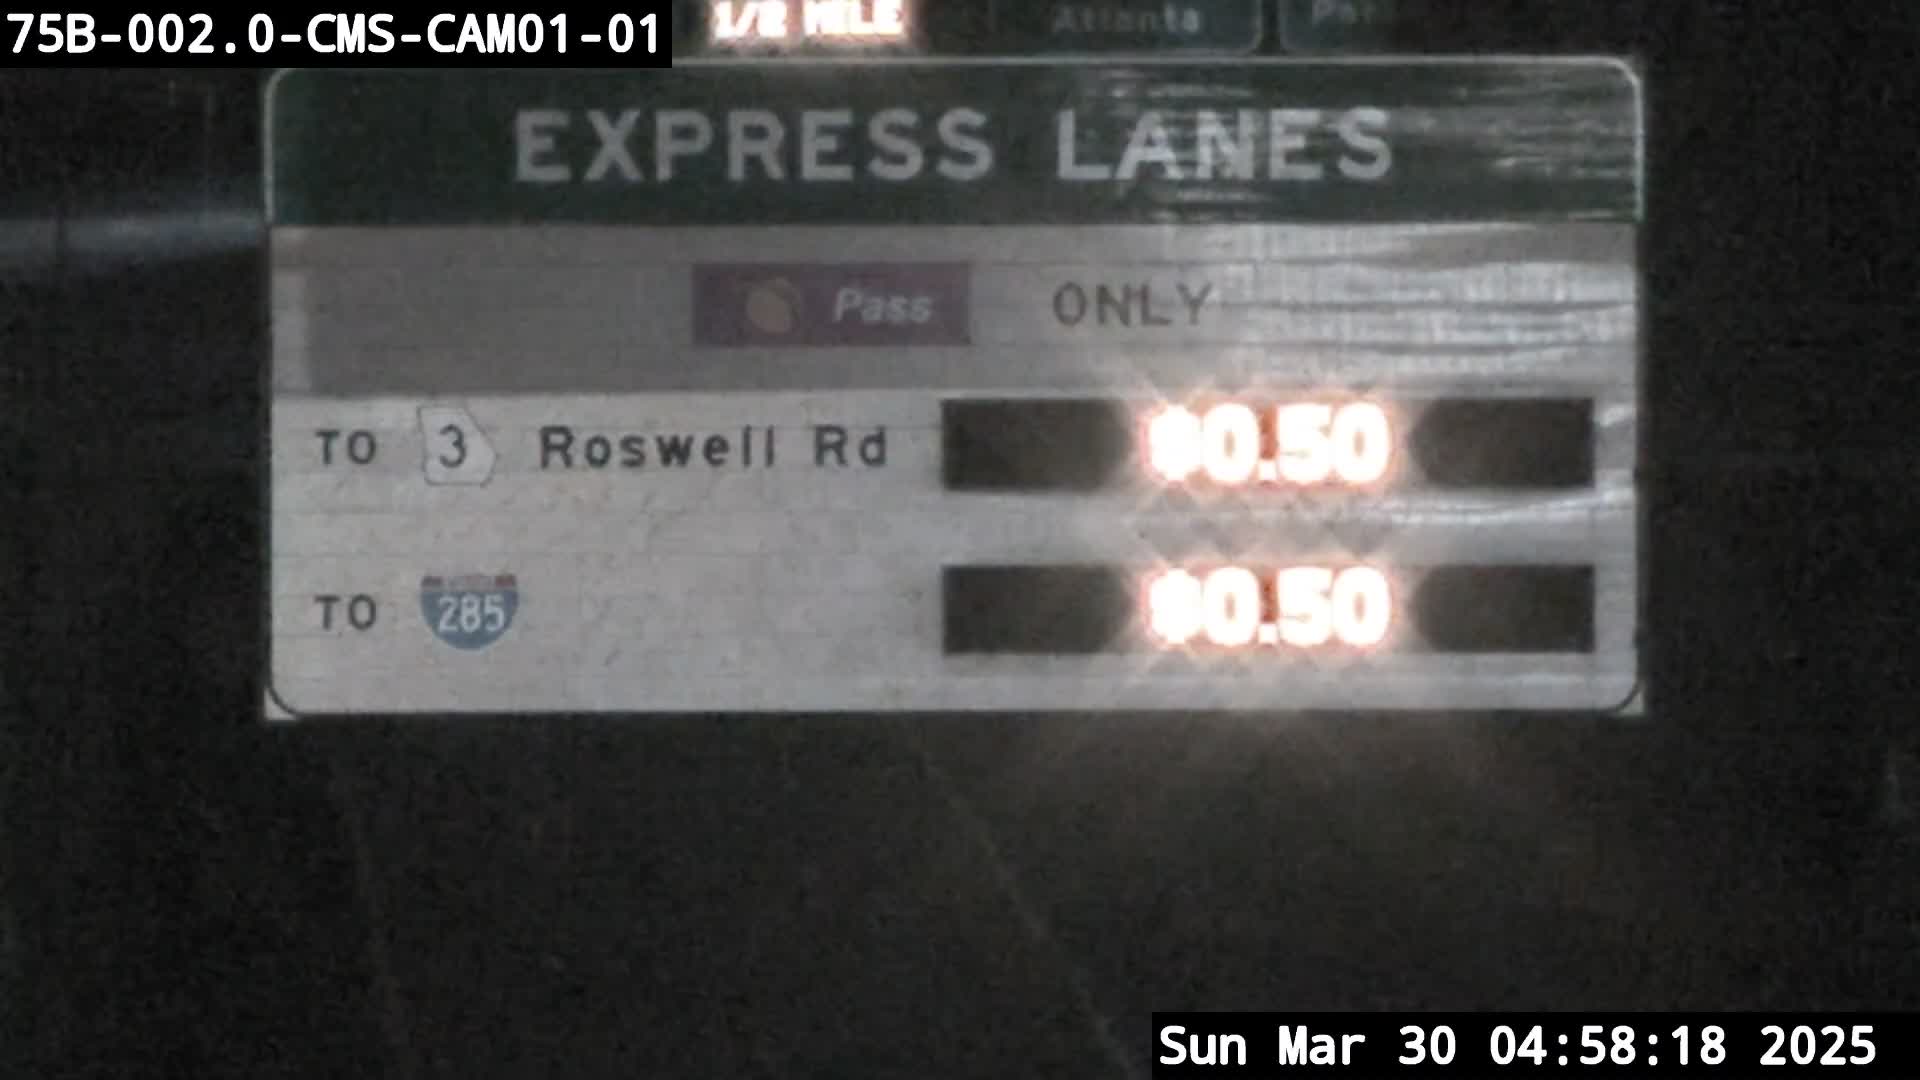 75B-002.0-CMS-CAM01-01
1/2 MILE
Atlanta
EXPRESS LANES
Pass ONLY
TO 3 Roswell Rd $0.50
TO 285 $0.50
Sun Mar 30 04:58:18 2025